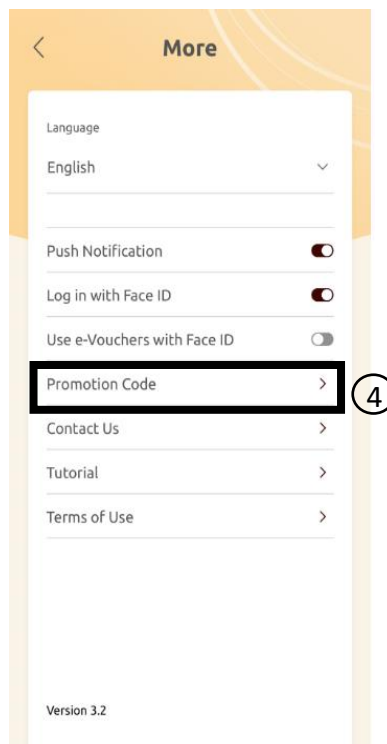 More
Language
English
Push Notification
Log in with Face ID
Use e-Vouchers with Face ID
Promotion Code
4
Contact Us
Tutorial
Terms of Use
Version 3.2